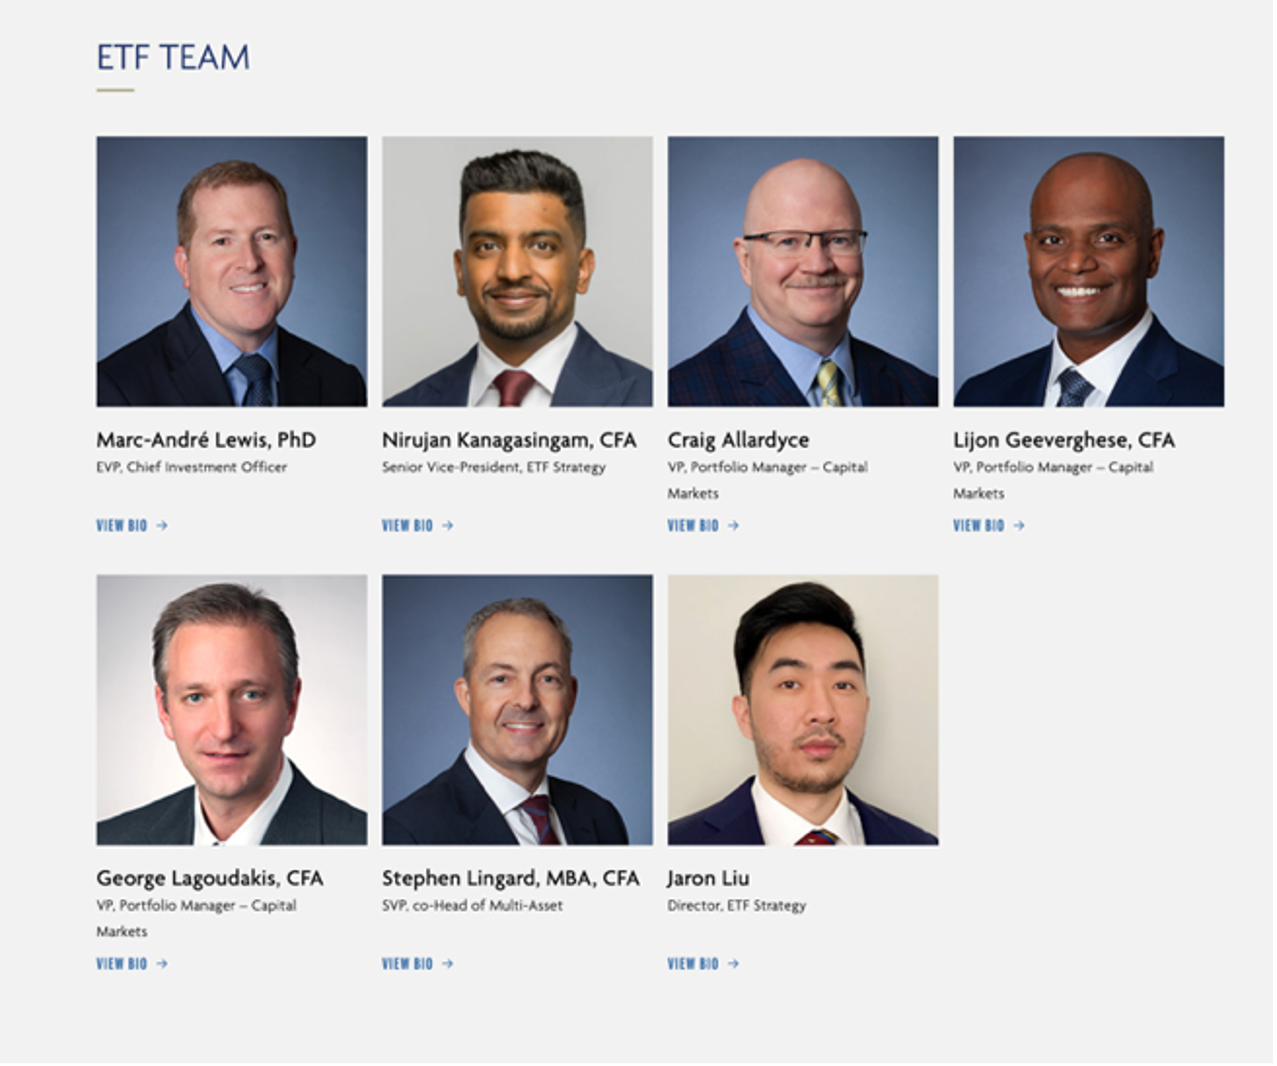 ETF TEAM
Marc-André Lewis, PhD
EVP, Chief Investment Officer
VIEW BIO →
Nirujan Kanagasingam, CFA
Senior Vice-President, ETF Strategy
VIEW BIO →
Craig Allardyce
VP, Portfolio Manager – Capital
Markets
VIEW BIO →
Lijon Geeverghese, CFA
VP, Portfolio Manager – Capital
Markets
VIEW BIO →
George Lagoudakis, CFA
VP, Portfolio Manager – Capital
Markets
VIEW BIO →
Stephen Lingard, MBA, CFA
SVP, co-Head of Multi-Asset
VIEW BIO →
Jaron Liu
Director, ETF Strategy
VIEW BIO →